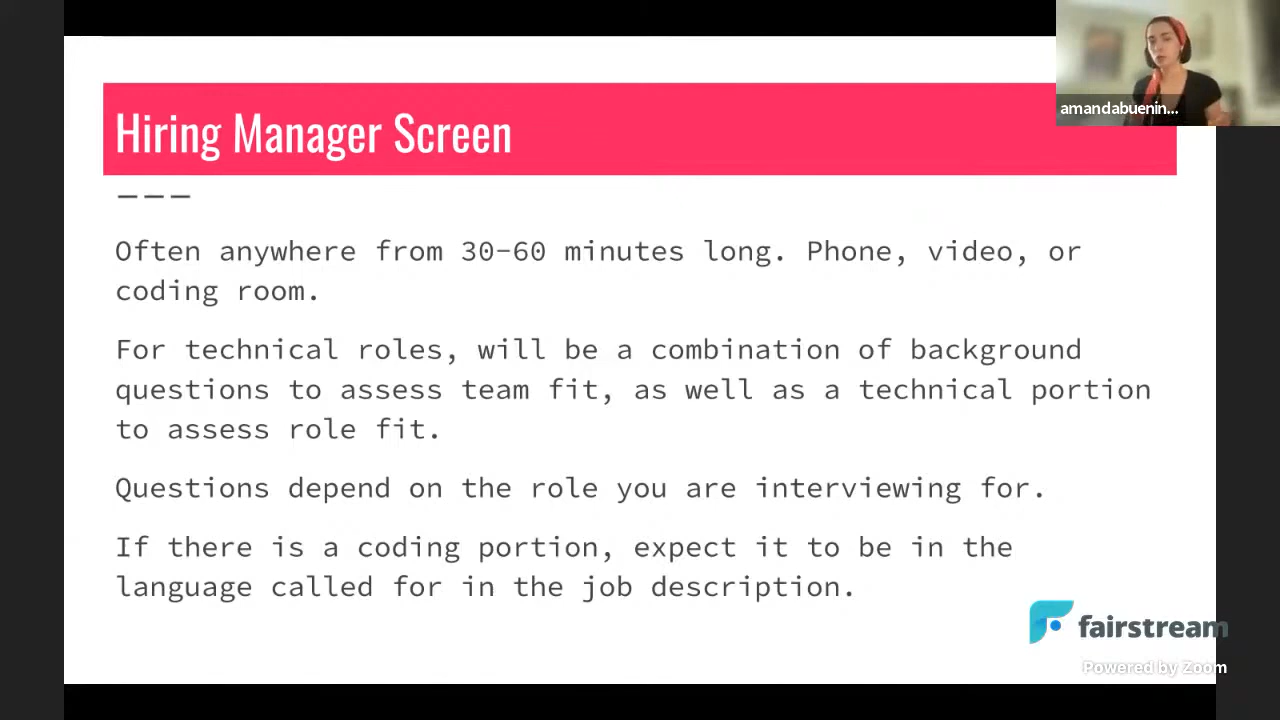 Hiring Manager Screen
amandabuenin...
Often anywhere from 30-60 minutes long. Phone, video, or
coding room.
For technical roles, will be a combination of background
questions to assess team fit, as well as a technical portion
to assess role fit.
Questions depend on the role you are interviewing for.
If there is a coding portion, expect it to be in the
language called for in the job description.
fairstream
Powered by Zoom